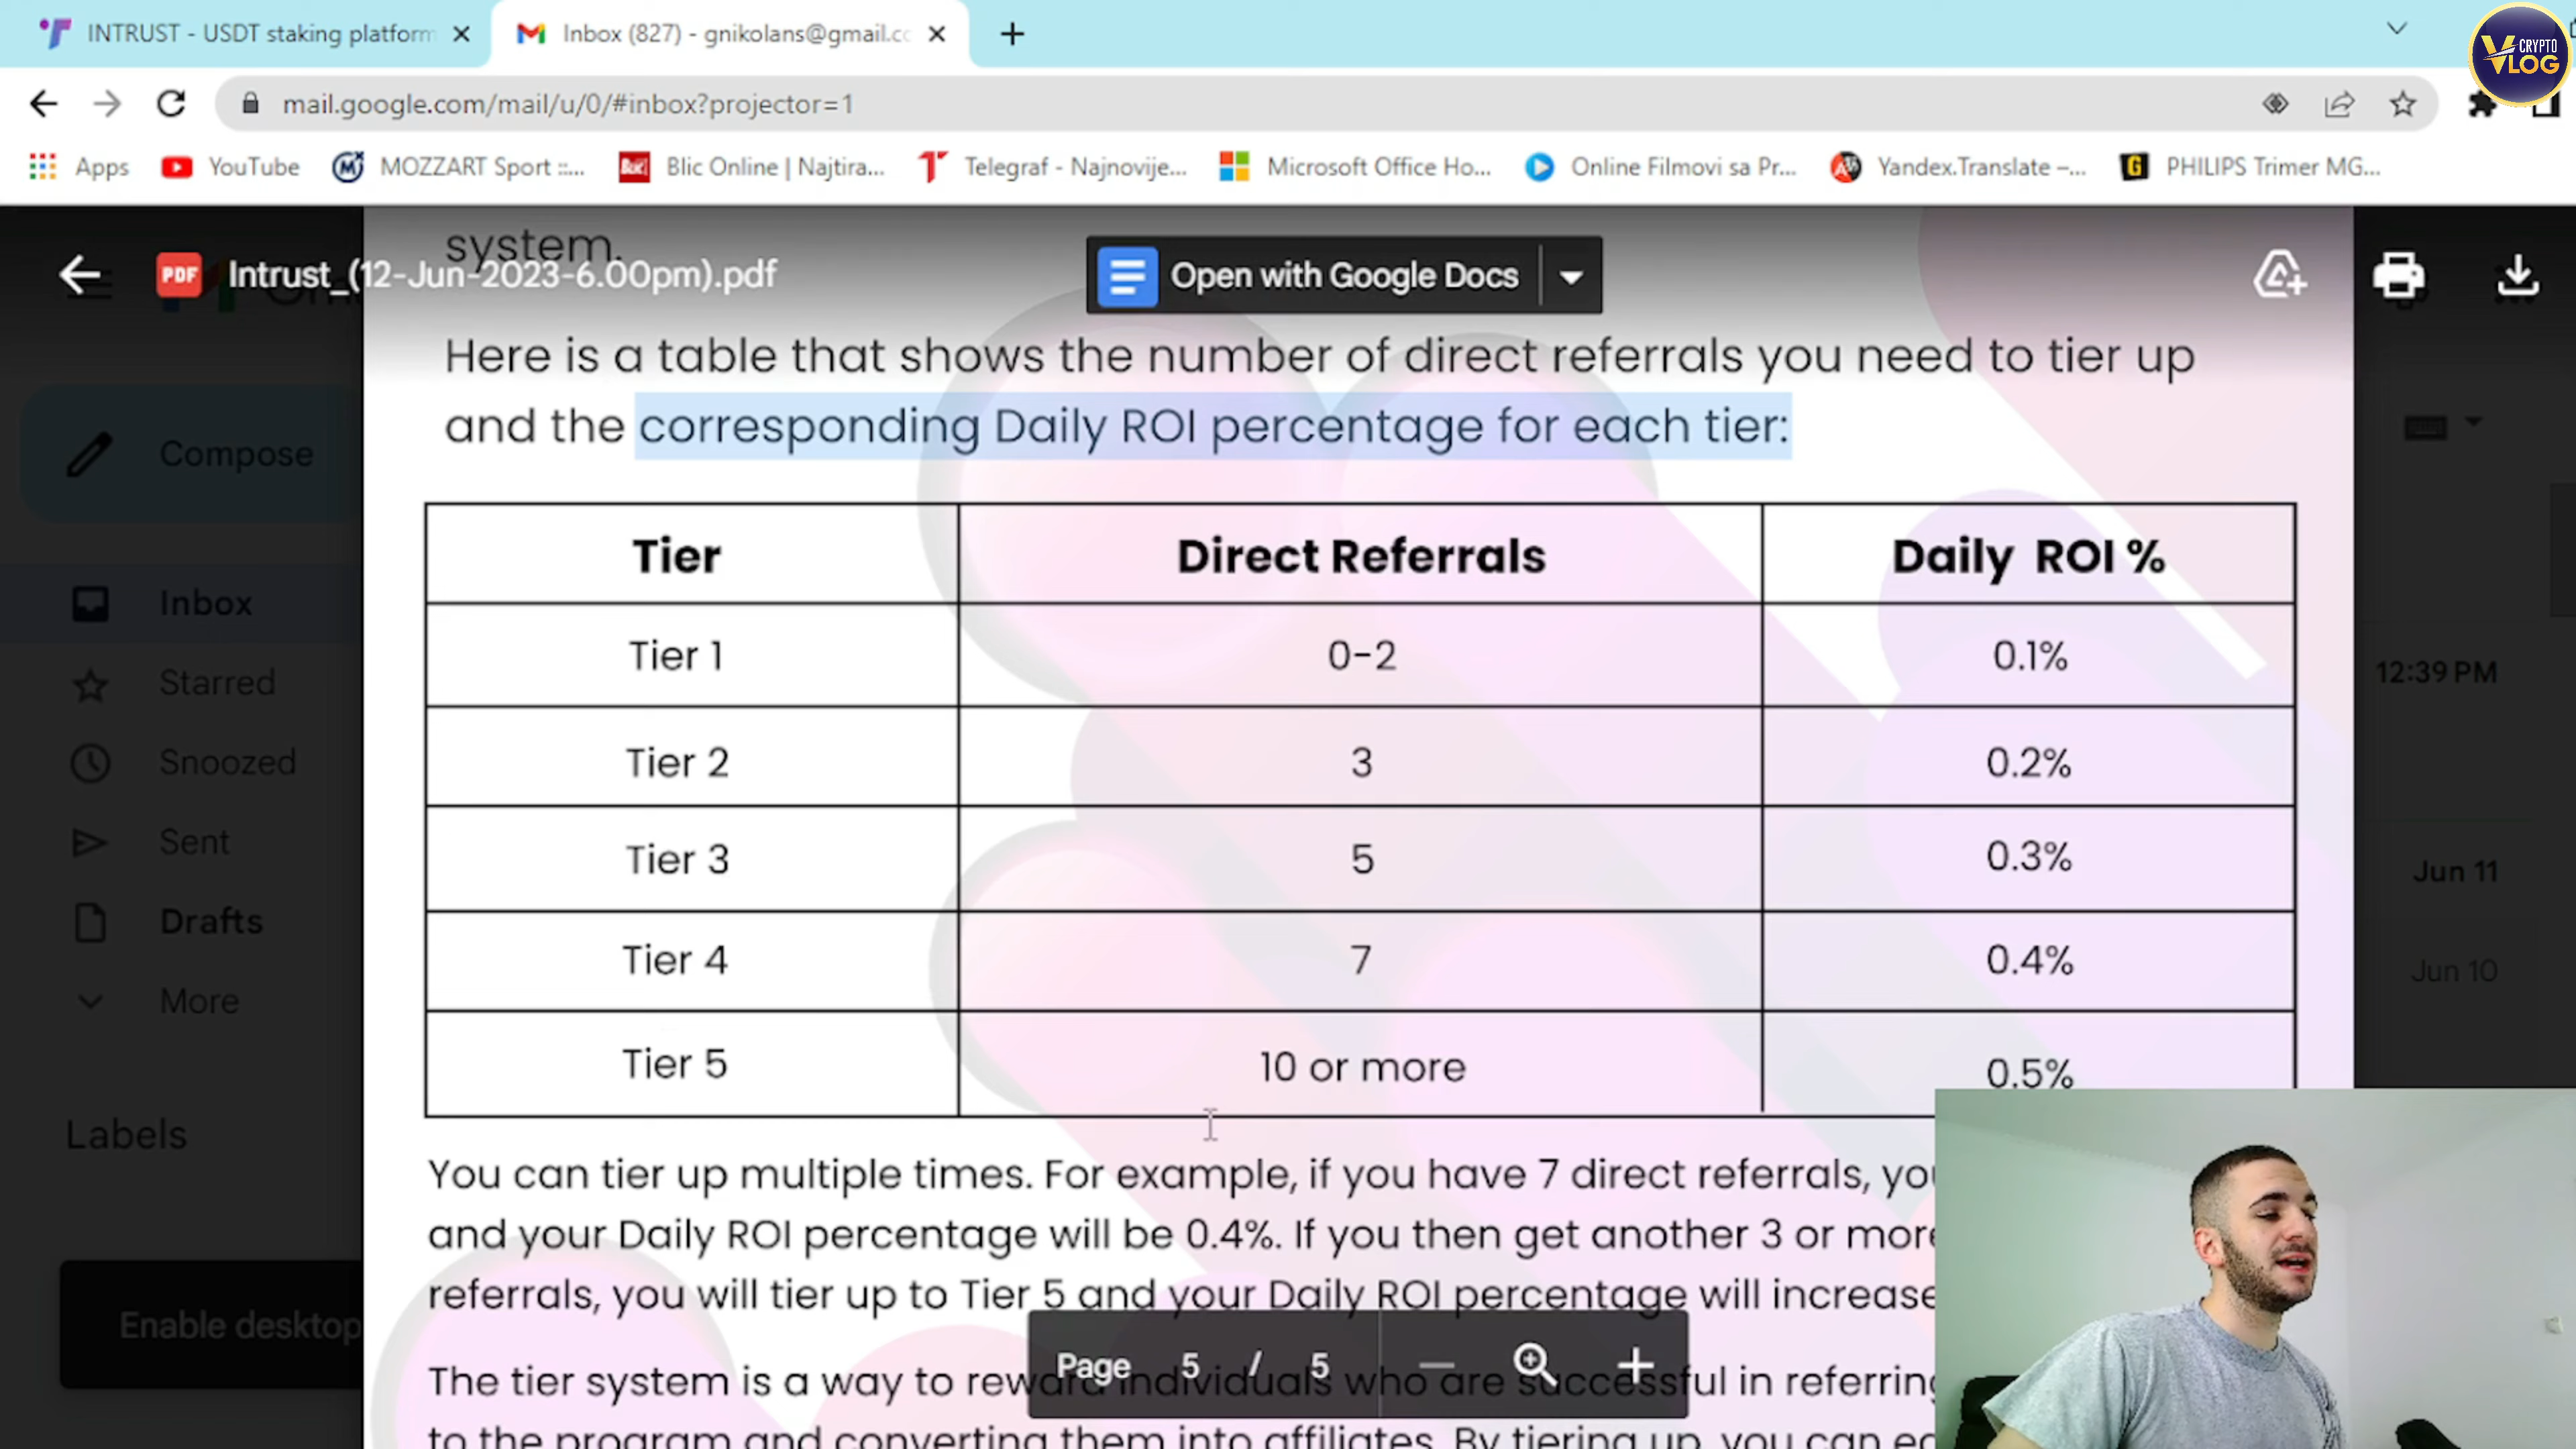 INTRUST - USDT staking platform
Inbox (827) - gnikolans@gmail.cc
CRYPTO
VLOG
mail.google.com/mail/u/0/#inbox?projector=1
Apps
YouTube
MOZZART Sport ::...
Blic Online | Najtira...
Telegraf - Najnovije...
Microsoft Office Ho...
Online Filmovi sa Pr...
Yandex.Translate –...
PHILIPS Trimer MG...
system.
PDF
Intrust_(12-Jun-2023-6.00pm).pdf
Open with Google Docs
Here is a table that shows the number of direct referrals you need to tier up
and the corresponding Daily ROI percentage for each tier:
Compose
Inbox
Starred
Snoozed
Sent
Drafts
More
Labels
Enable desktop
12:39 PM
Jun 11
Jun 10
Tier Direct Referrals Daily ROI %
Tier 1 0-2 0.1%
Tier 2 3 0.2%
Tier 3 5 0.3%
Tier 4 7 0.4%
Tier 5 10 or more 0.5%
You can tier up multiple times. For example, if you have 7 direct referrals,
and your Daily ROI percentage will be 0.4%. If you then get another 3 or more
referrals, you will tier up to Tier 5 and your Daily ROI percentage will increase
Page 5 / 5
The tier system is a way to reward individuals who are successful in referring
to the program and converting them into affiliates. By tiering up, you can